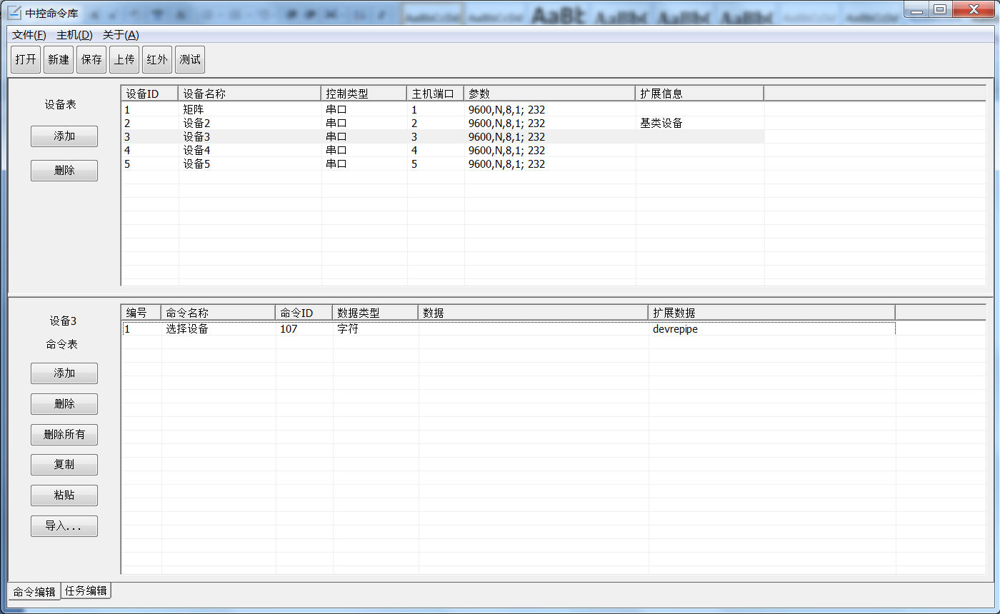 中控命令库
AaBt
文件(F) 主机(D) 关于(A)
打开 新建 保存 上传 红外 测试
设备表
添加
删除
设备ID 设备名称 控制类型 主机端口 参数 扩展信息
1 矩阵 串口 1 9600,N,8,1; 232
2 设备2 串口 2 9600,N,8,1; 232 基类设备
3 设备3 串口 3 9600,N,8,1; 232
4 设备4 串口 4 9600,N,8,1; 232
5 设备5 串口 5 9600,N,8,1; 232
设备3
命令表
添加
删除
删除所有
复制
粘贴
导入...
编号 命令名称 命令ID 数据类型 数据 扩展数据
1 选择设备 107 字符 devrepipe
命令编辑 任务编辑